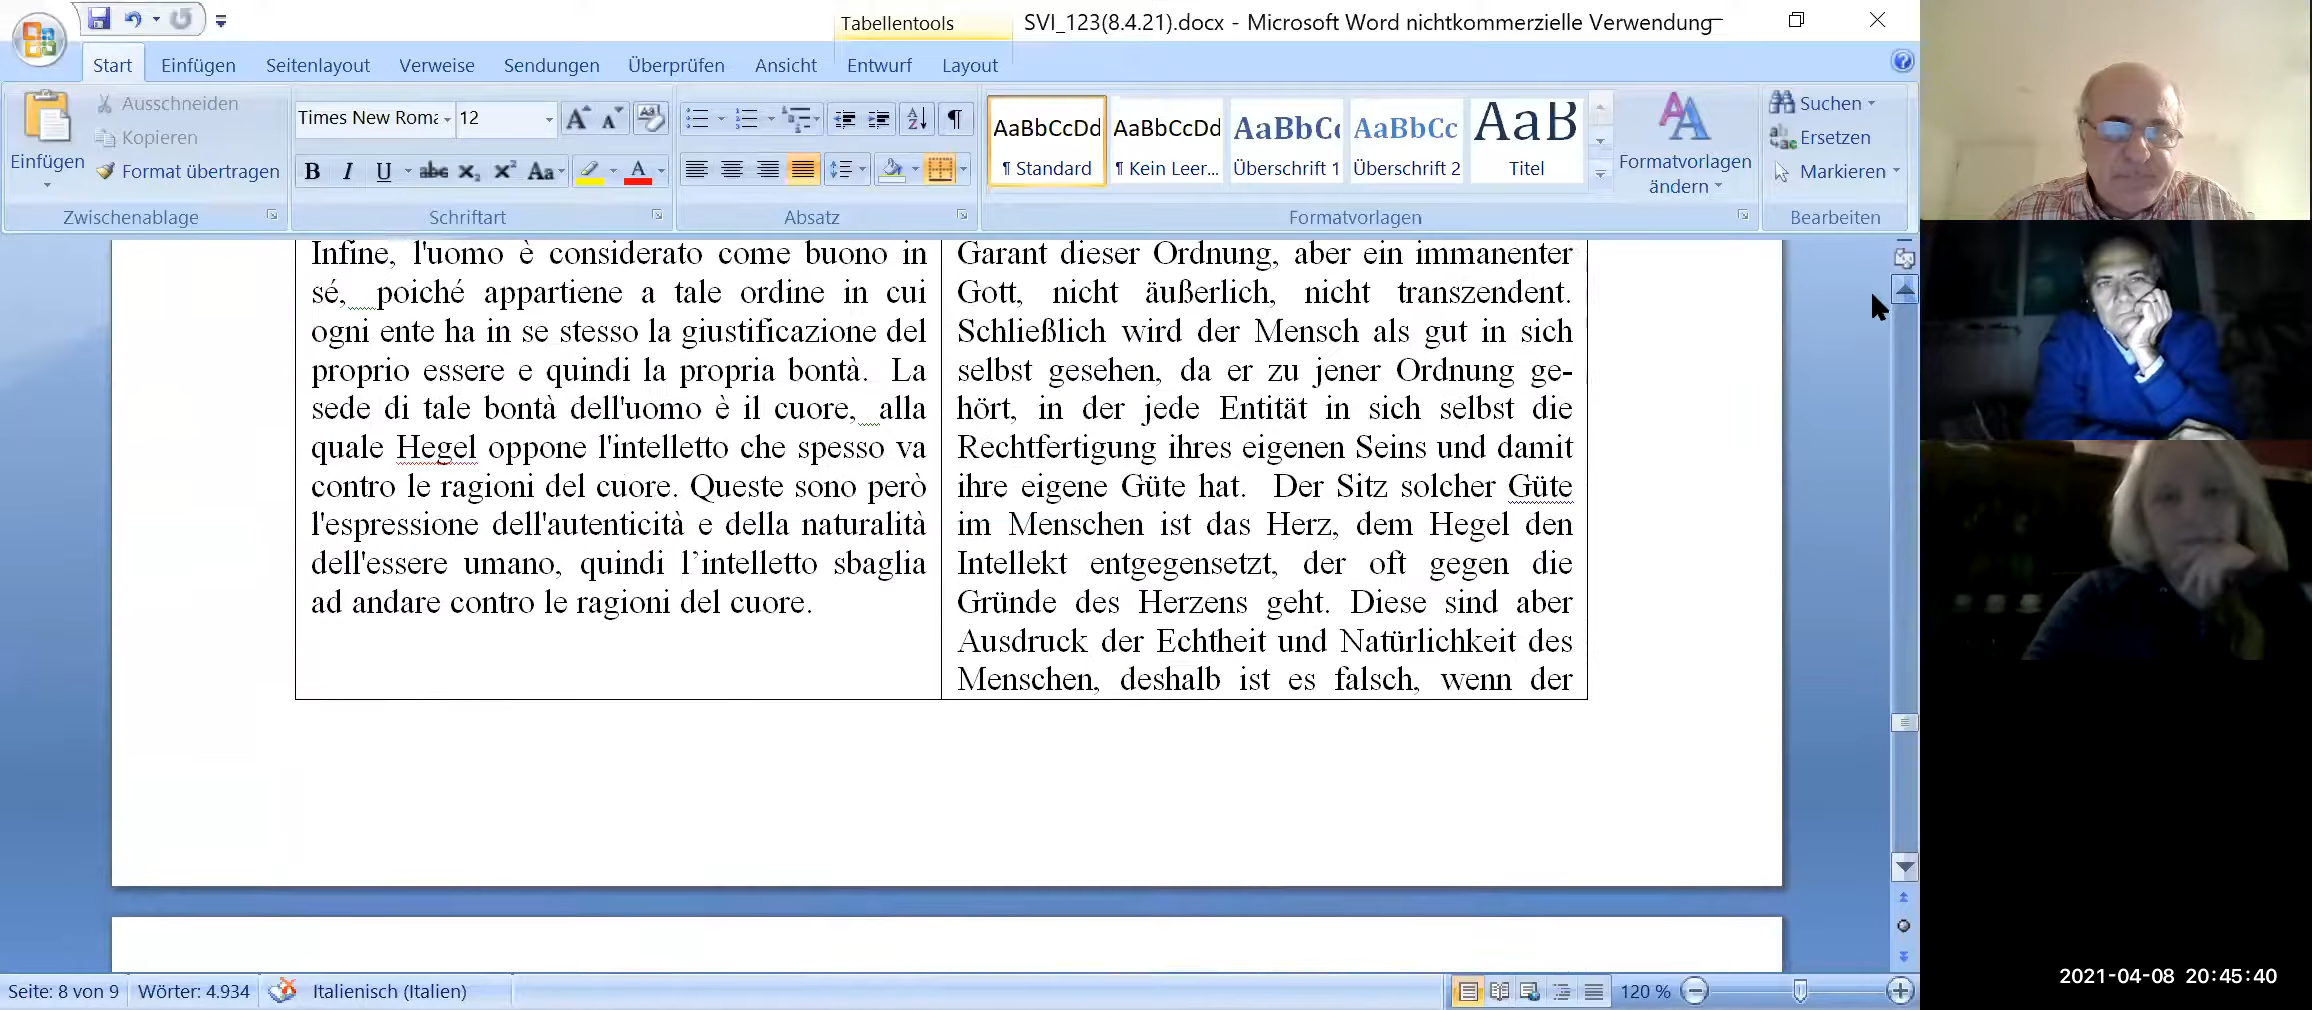 Tabellentools
SVI_123(8.4.21).docx - Microsoft Word nichtkommerzielle Verwendung
Start Einfügen Seitenlayout Verweise Sendungen Überprüfen Ansicht Entwurf Layout
Einfügen
Ausschneiden
Kopieren
Format übertragen
Zwischenablage
Times New Roma 12
Schriftart
Absatz
AaBbCcDd AaBbCcDd AaBbCc AaBbCc AaB
¶ Standard ¶ Kein Leer... Überschrift 1 Überschrift 2 Titel
Formatvorlagen
ändern
Formatvorlagen
Suchen
Ersetzen
Markieren
Bearbeiten
Infine, l'uomo è considerato come buono in
sé, poiché appartiene a tale ordine in cui
ogni ente ha in se stesso la giustificazione del
proprio essere e quindi la propria bontà. La
sede di tale bontà dell'uomo è il cuore, alla
quale Hegel oppone l'intelletto che spesso va
contro le ragioni del cuore. Queste sono però
l'espressione dell'autenticità e della naturalità
dell'essere umano, quindi l’intelletto sbaglia
ad andare contro le ragioni del cuore.
Garant dieser Ordnung, aber ein immanenter
Gott, nicht äußerlich, nicht transzendent.
Schließlich wird der Mensch als gut in sich
selbst gesehen, da er zu jener Ordnung ge-
hört, in der jede Entität in sich selbst die
Rechtfertigung ihres eigenen Seins und damit
ihre eigene Güte hat. Der Sitz solcher Güte
im Menschen ist das Herz, dem Hegel den
Intellekt entgegensetzt, der oft gegen die
Gründe des Herzens geht. Diese sind aber
Ausdruck der Echtheit und Natürlichkeit des
Menschen, deshalb ist es falsch, wenn der
Seite: 8 von 9 Wörter: 4.934 Italienisch (Italien) 120 %
2021-04-08 20:45:40